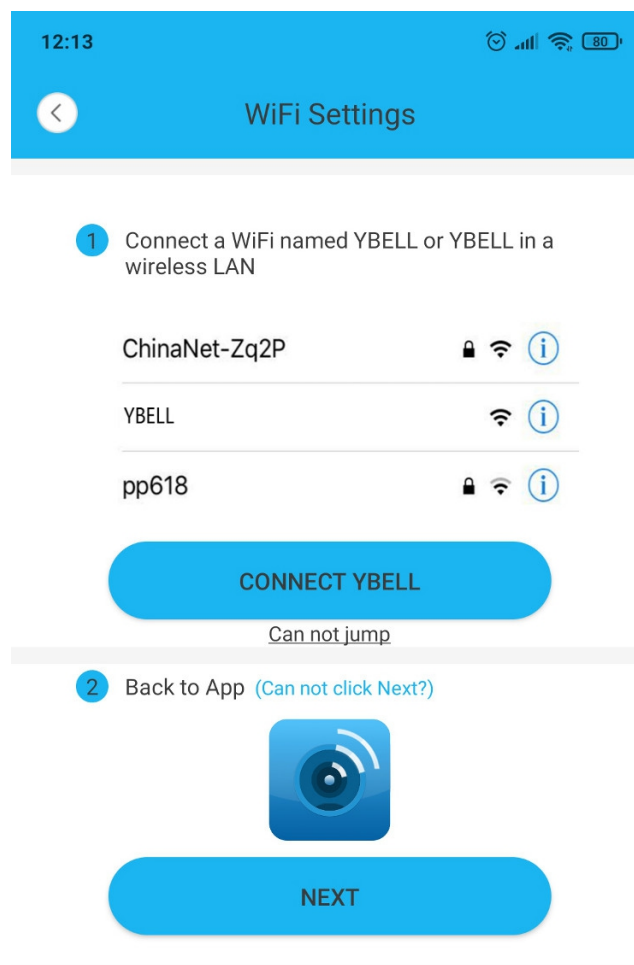 12:13
80
WiFi Settings
1 Connect a WiFi named YBELL or YBELL in a
wireless LAN
ChinaNet-Zq2P
YBELL
pp618
CONNECT YBELL
Can not jump
2 Back to App (Can not click Next?)
NEXT